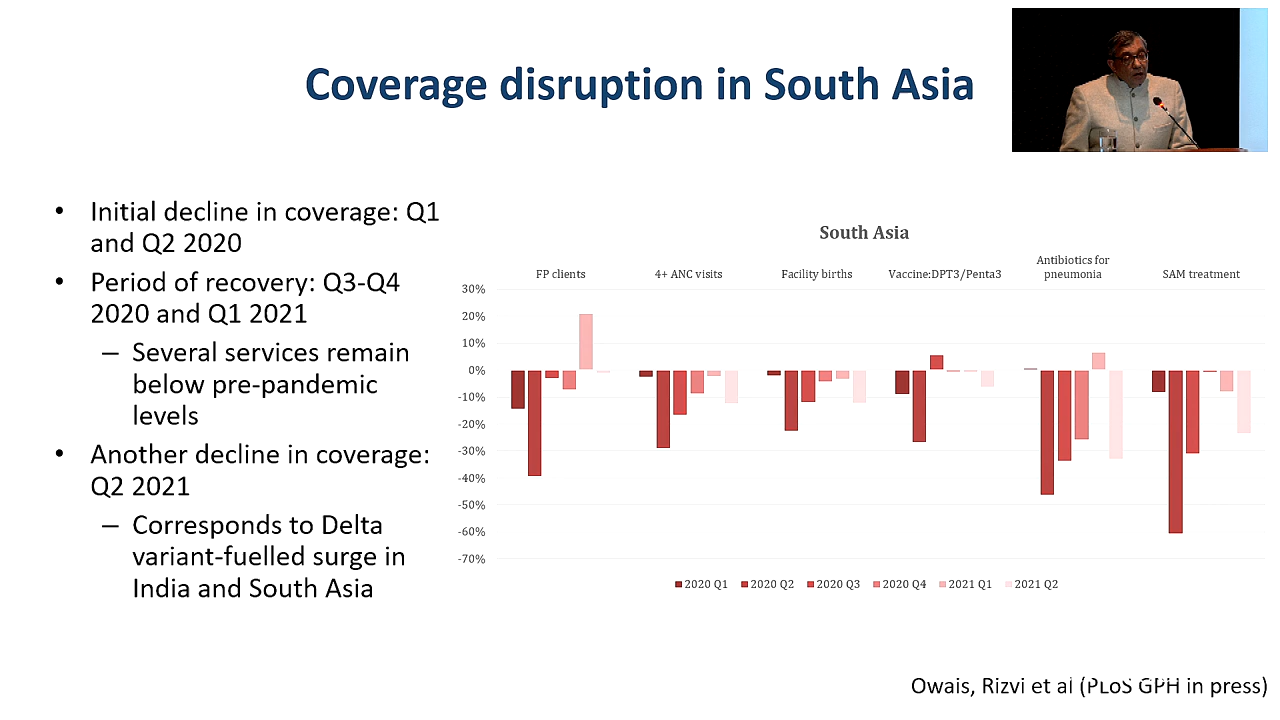 Coverage disruption in South Asia
• Initial decline in coverage: Q1
and Q2 2020
• Period of recovery: Q3-Q4
2020 and Q1 2021
– Several services remain
below pre-pandemic
levels
• Another decline in coverage:
Q2 2021
– Corresponds to Delta
variant-fuelled surge in
India and South Asia
South Asia
FP clients
4+ ANC visits
Facility births
Vaccine:DPT3/Penta3
Antibiotics for
pneumonia
SAM treatment
30%
20%
10%
0%
-10%
-20%
-30%
-40%
-50%
-60%
-70%
2020 Q1 2020 Q2 2020 Q3 2020 Q4 2021 Q1 2021 Q2
Owais, Rizvi et al (PLoS GPH in press)